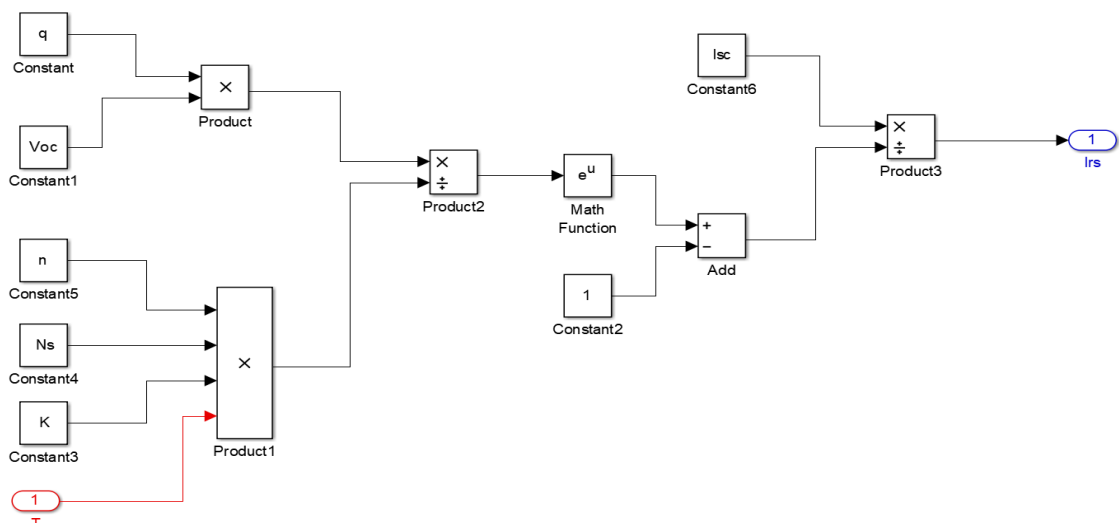 q
Constant
Voc
Constant1
×
Product
n
Constant5
Ns
Constant4
K
Constant3
1
T
×
Product1
×
÷
Product2
eu
Math
Function
1
Constant2
+
−
Add
Isc
Constant6
×
÷
Product3
1
Irs